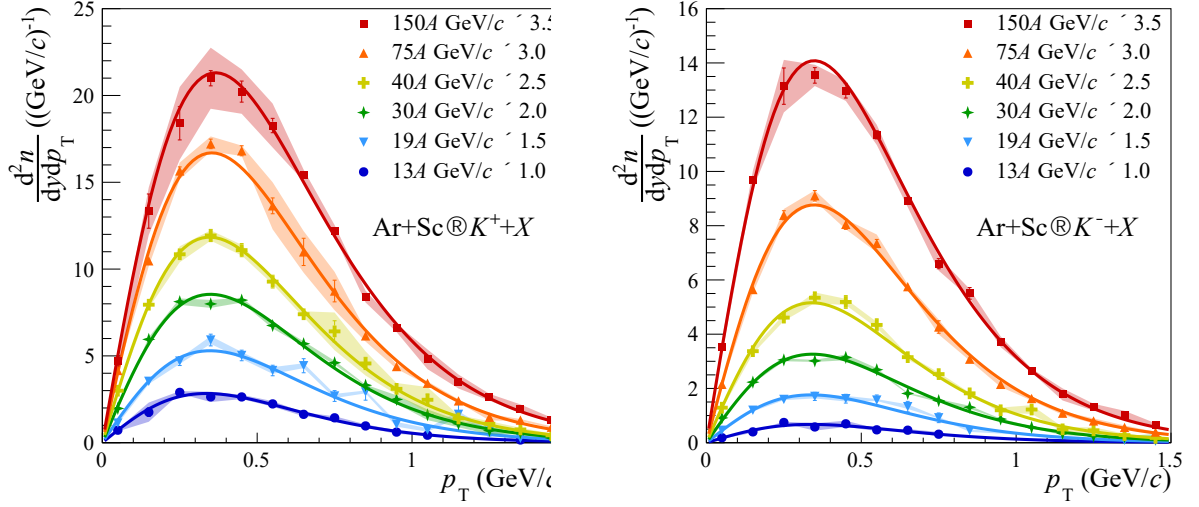 d²n/dydp_T ((GeV/c)⁻¹)
25
20
15
10
5
0
150A GeV/c ´ 3.5
75A GeV/c ´ 3.0
40A GeV/c ´ 2.5
30A GeV/c ´ 2.0
19A GeV/c ´ 1.5
13A GeV/c ´ 1.0
Ar+Sc®K⁺+X
0 0.5 1
p_T (GeV/c
d²n/dydp_T ((GeV/c)⁻¹)
16
14
12
10
8
6
4
2
0
150A GeV/c ´ 3.5
75A GeV/c ´ 3.0
40A GeV/c ´ 2.5
30A GeV/c ´ 2.0
19A GeV/c ´ 1.5
13A GeV/c ´ 1.0
Ar+Sc®K⁻+X
0 0.5 1 1.5
p_T (GeV/c)